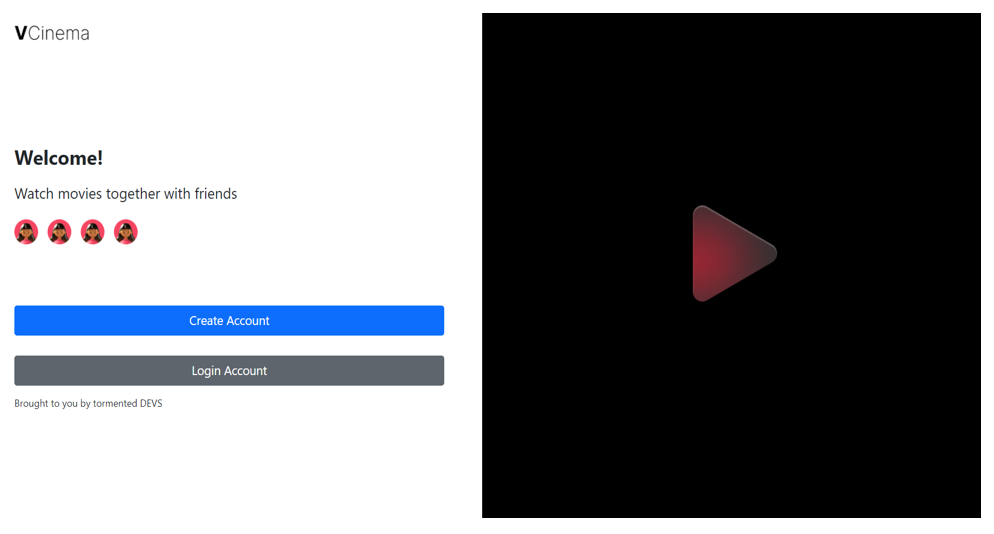 VCinema
Welcome!
Watch movies together with friends
Create Account
Login Account
Brought to you by tormented DEVS